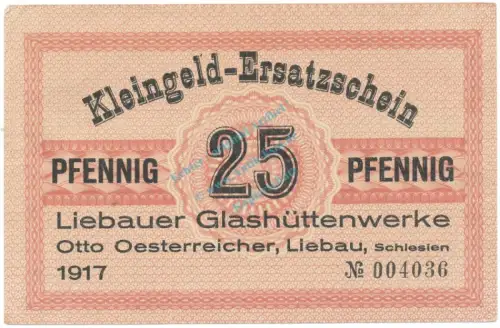 Kleingeld-Ersatzschein
PFENNIG 25 PFENNIG
Liebauer Glashüttenwerke
Otto Oesterreicher, Liebau, Schlesien
1917 № 004036